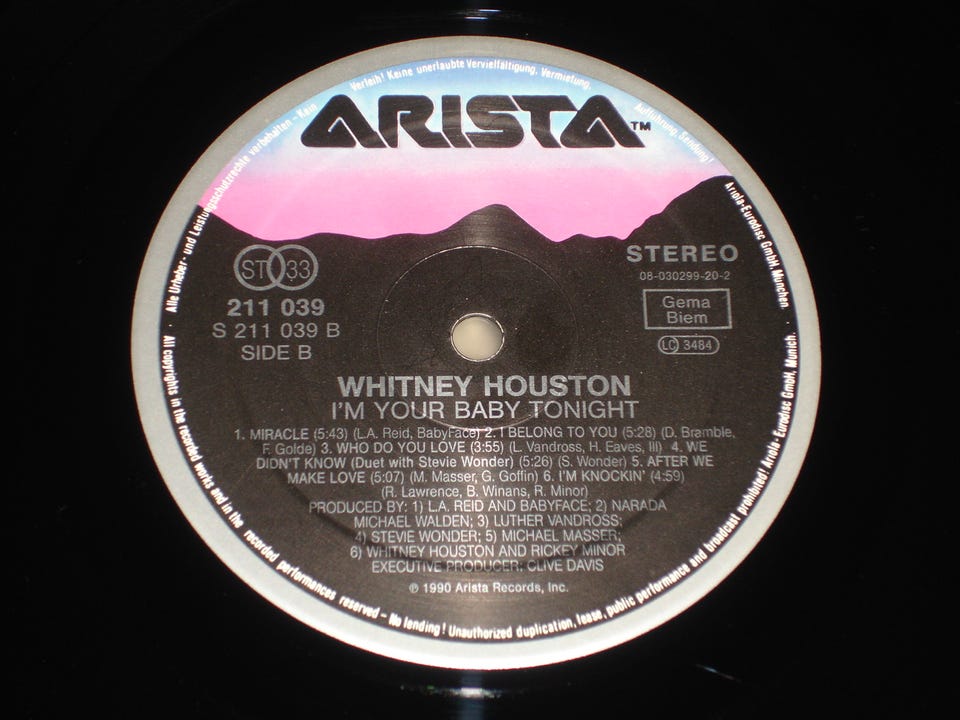 ARISTA™
Alle Urheber- und Leistungsschutzrechte vorbehalten – Kein Verleih! Keine unerlaubte Vervielfältigung, Vermietung, Aufführung, Sendung!
Ariola-Eurodisc GmbH, München.
ST 33
211 039
S 211 039 B
SIDE B
STEREO
08-030299-20-2
Gema
Biem
LC 3484
WHITNEY HOUSTON
I'M YOUR BABY TONIGHT
1. MIRACLE (5:43) (L.A. Reid, BabyFace) 2. I BELONG TO YOU (5:28) (D. Bramble,
F. Golde) 3. WHO DO YOU LOVE (3:55) (L. Vandross, H. Eaves, III) 4. WE
DIDN'T KNOW (Duet with Stevie Wonder) (5:26) (S. Wonder) 5. AFTER WE
MAKE LOVE (5:07) (M. Masser, G. Goffin) 6. I'M KNOCKIN' (4:59)
(R. Lawrence, B. Winans, R. Minor)
PRODUCED BY: 1) L.A. REID AND BABYFACE; 2) NARADA
MICHAEL WALDEN; 3) LUTHER VANDROSS;
4) STEVIE WONDER; 5) MICHAEL MASSER;
6) WHITNEY HOUSTON AND RICKEY MINOR
EXECUTIVE PRODUCER: CLIVE DAVIS
℗ 1990 Arista Records, Inc.
· All copyrights in the recorded works and in the recorded performances reserved – No lending! Unauthorized duplication, lease, public performance and broadcast prohibited! Ariola-Eurodisc GmbH, Munich.